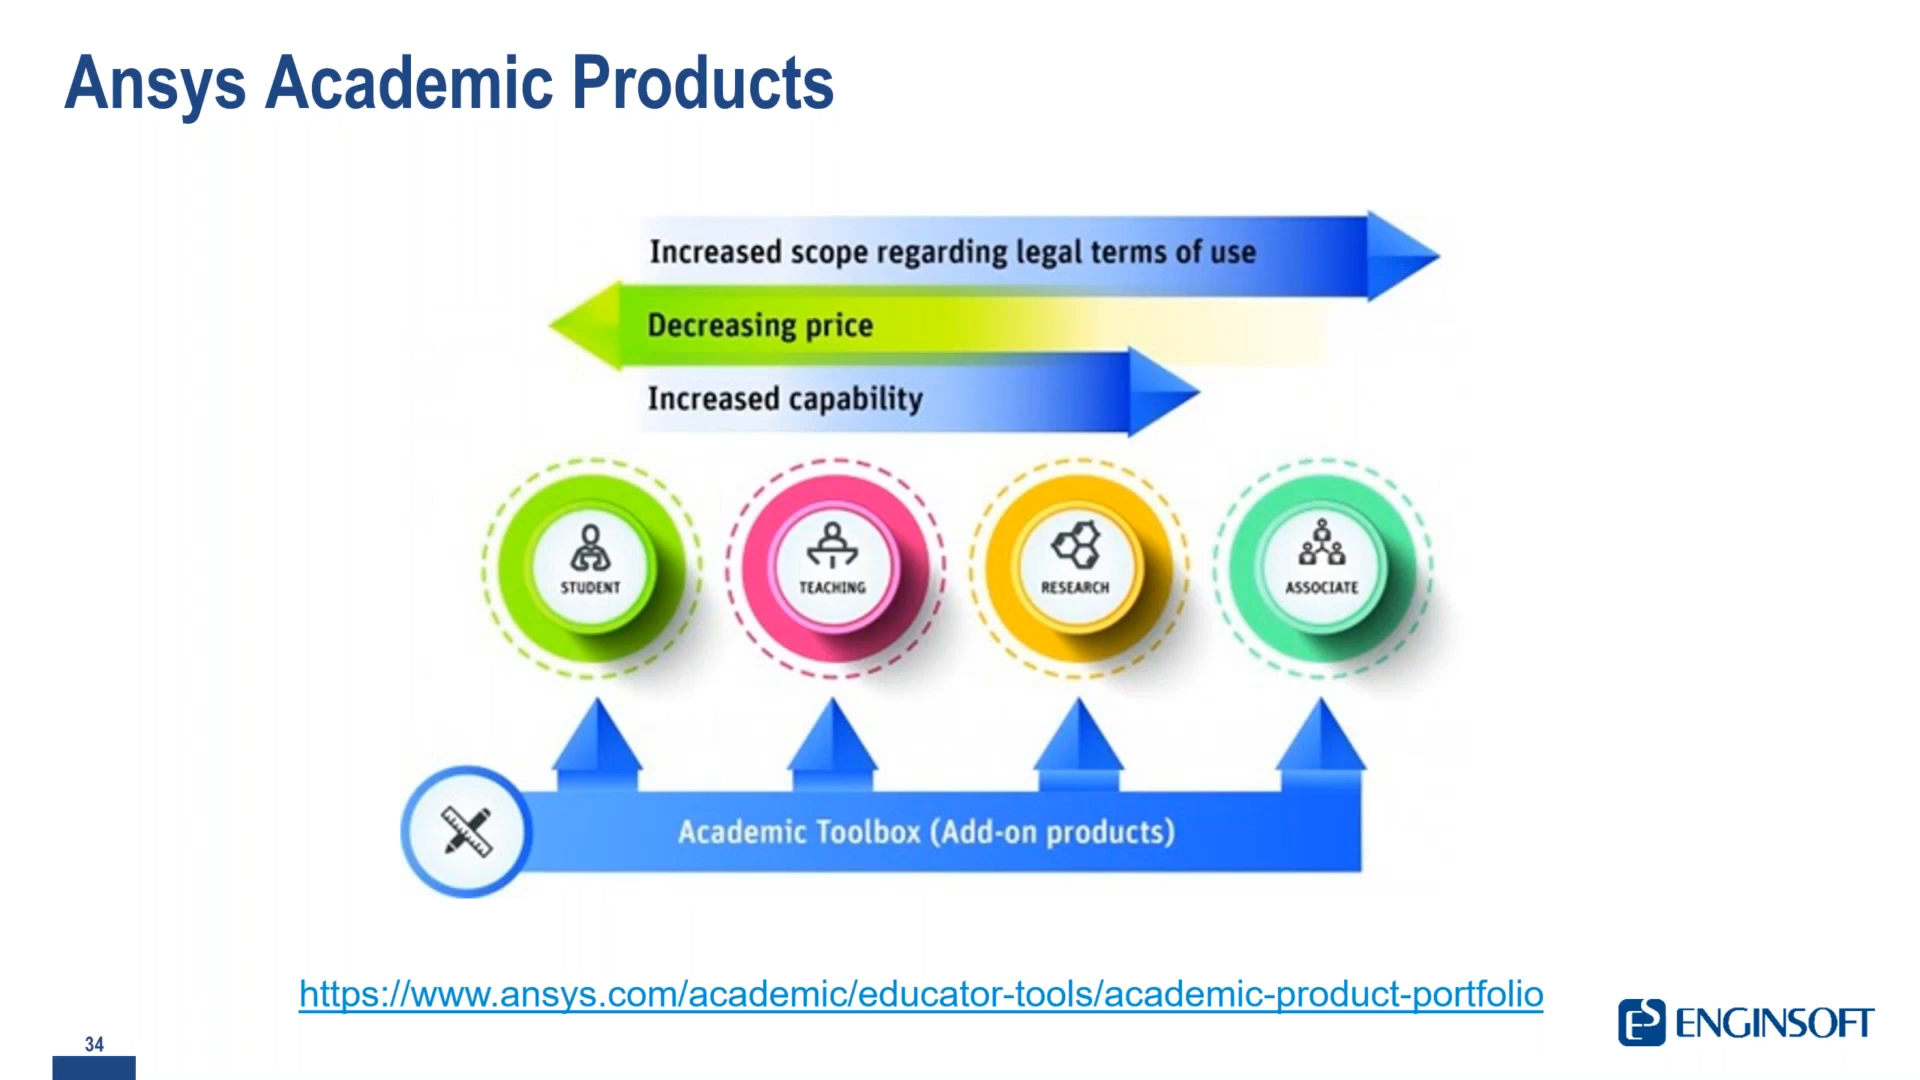 Ansys Academic Products
Increased scope regarding legal terms of use
Decreasing price
Increased capability
STUDENT
TEACHING
RESEARCH
ASSOCIATE
Academic Toolbox (Add-on products)
https://www.ansys.com/academic/educator-tools/academic-product-portfolio
ES ENGINSOFT
34